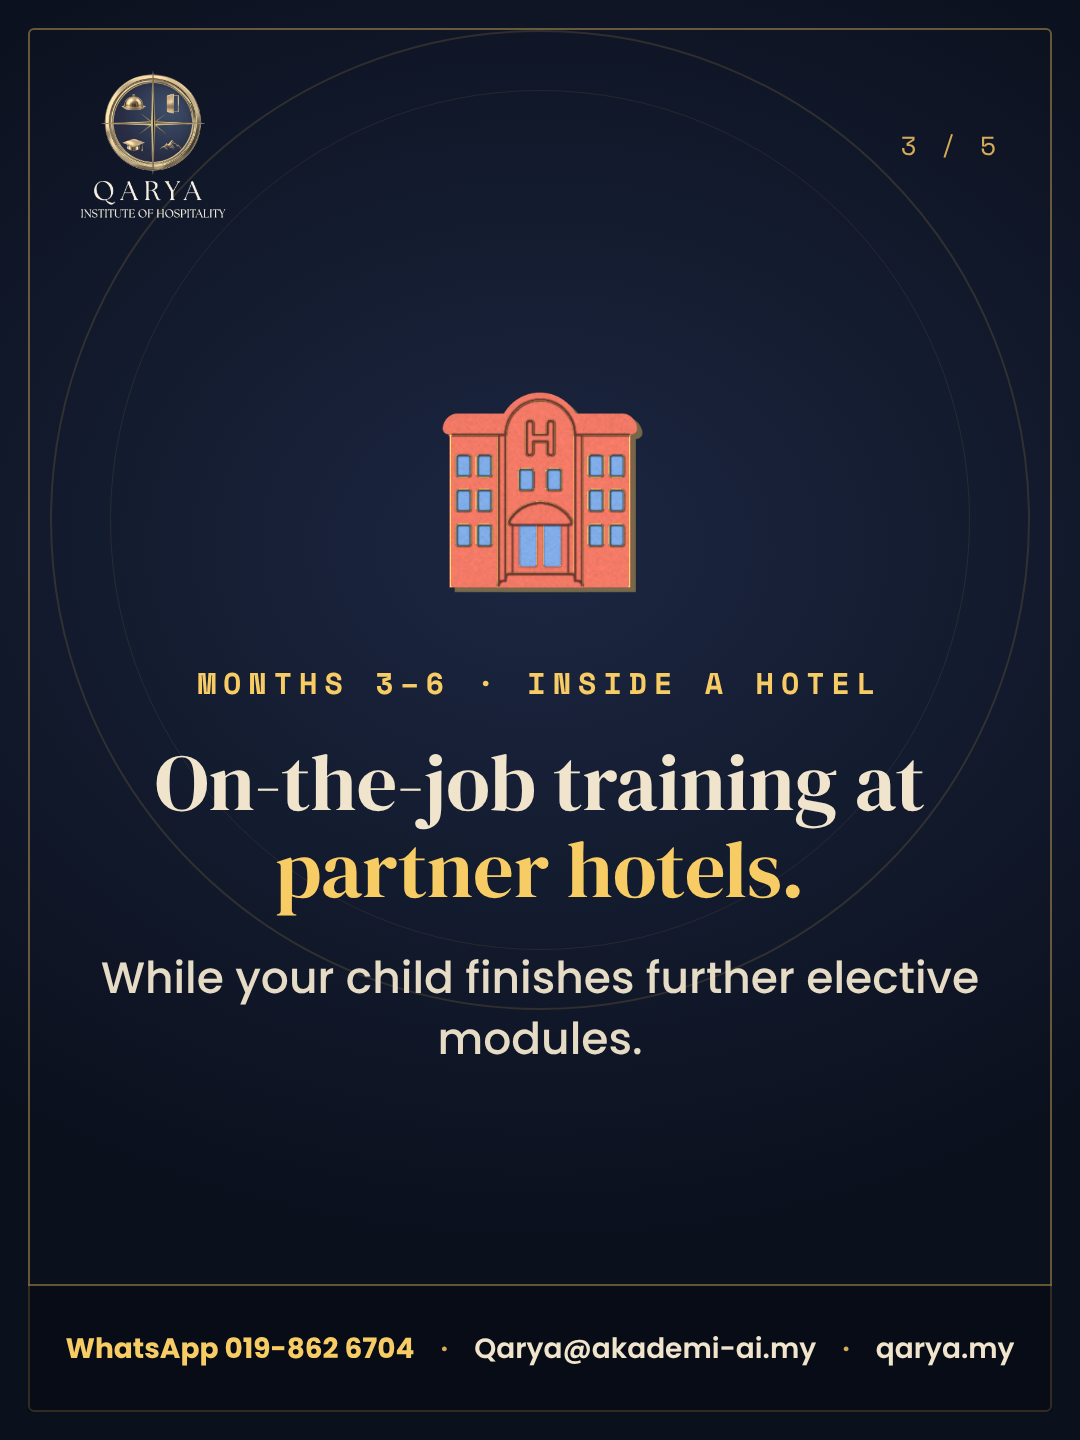 QARYA
INSTITUTE OF HOSPITALITY
3 / 5
H
MONTHS 3–6 · INSIDE A HOTEL
On-the-job training at
partner hotels.
While your child finishes further elective
modules.
WhatsApp 019-862 6704 · Qarya@akademi-ai.my · qarya.my